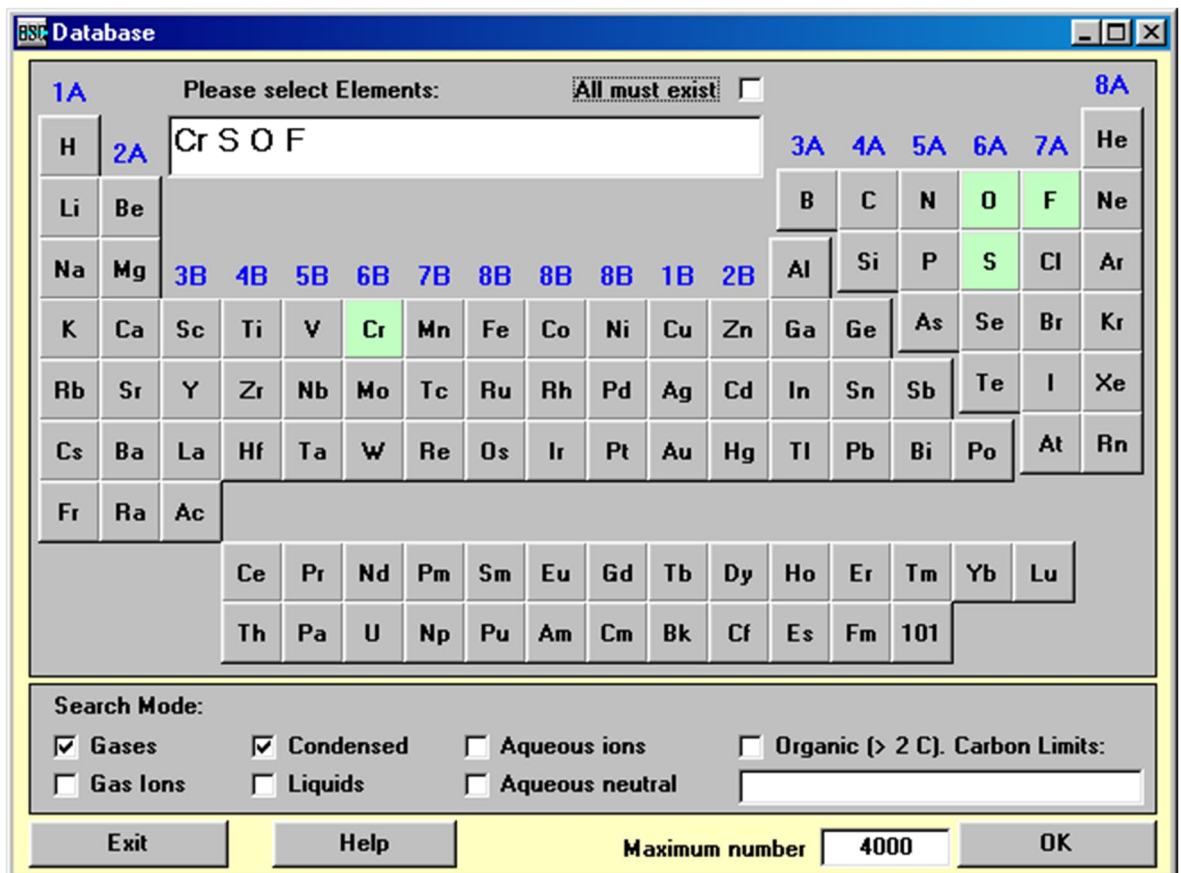 HSC Database
1A Please select Elements: All must exist 8A
H 2A Cr S O F 3A 4A 5A 6A 7A He
Li Be B C N O F Ne
Na Mg 3B 4B 5B 6B 7B 8B 8B 8B 1B 2B Al Si P S Cl Ar
K Ca Sc Ti V Cr Mn Fe Co Ni Cu Zn Ga Ge As Se Br Kr
Rb Sr Y Zr Nb Mo Tc Ru Rh Pd Ag Cd In Sn Sb Te I Xe
Cs Ba La Hf Ta W Re Os Ir Pt Au Hg Tl Pb Bi Po At Rn
Fr Ra Ac
Ce Pr Nd Pm Sm Eu Gd Tb Dy Ho Er Tm Yb Lu
Th Pa U Np Pu Am Cm Bk Cf Es Fm 101
Search Mode:
Gases Condensed Aqueous ions Organic (> 2 C). Carbon Limits:
Gas Ions Liquids Aqueous neutral
Exit Help Maximum number 4000 OK